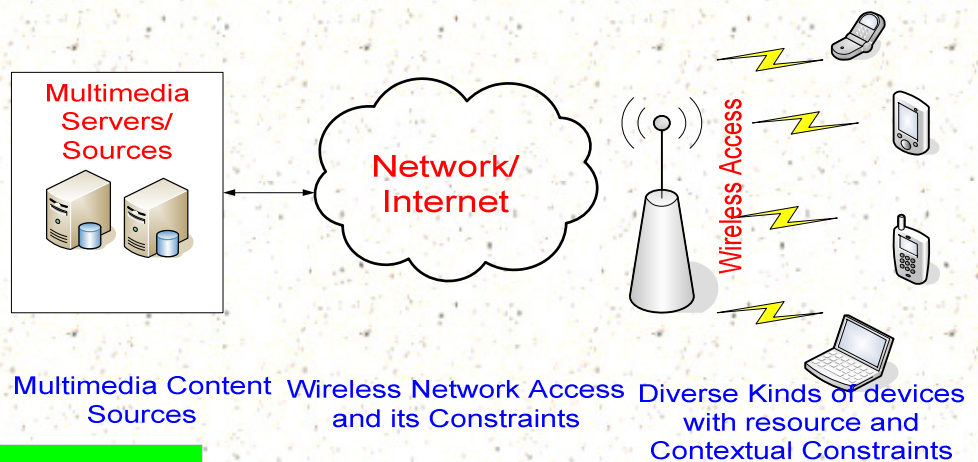 Multimedia
Servers/
Sources
Network/
Internet
Wireless Access
Multimedia Content
Sources
Wireless Network Access
and its Constraints
Diverse Kinds of devices
with resource and
Contextual Constraints